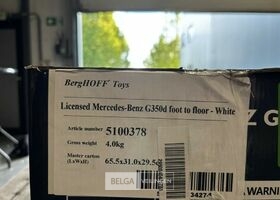 BergHOFF® Toys
Licensed Mercedes-Benz G350d foot to floor - White
Article number 5100378
Gross weight 4.0kg
Master carton (LxWxH) 65.5x31.0x29.5
Z G
3427-
WARNI
BELGA